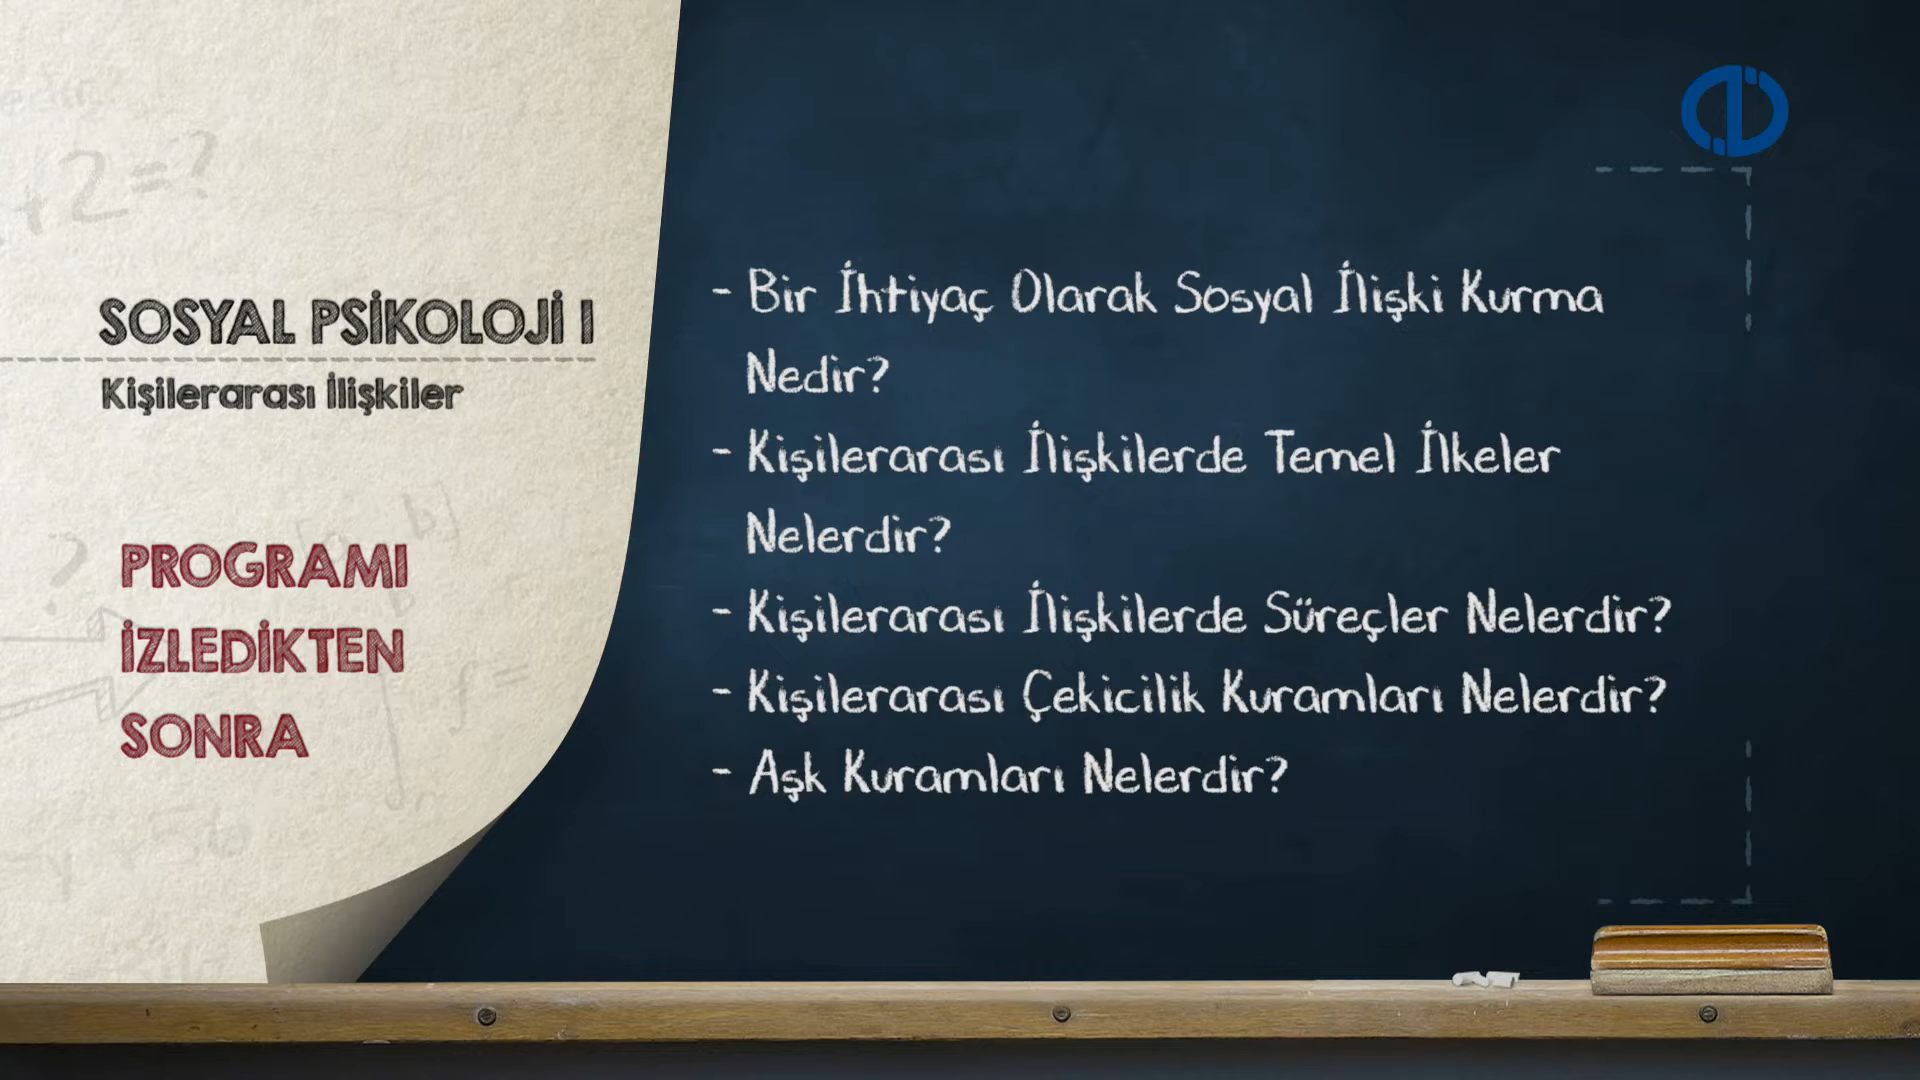 SOSYAL PSİKOLOJİ I
Kişilerarası İlişkiler
PROGRAMI
İZLEDİKTEN
SONRA
- Bir İhtiyaç Olarak Sosyal İlişki Kurma
Nedir?
- Kişilerarası İlişkilerde Temel İlkeler
Nelerdir?
- Kişilerarası İlişkilerde Süreçler Nelerdir?
- Kişilerarası Çekicilik Kuramları Nelerdir?
- Aşk Kuramları Nelerdir?
+2=?
f=